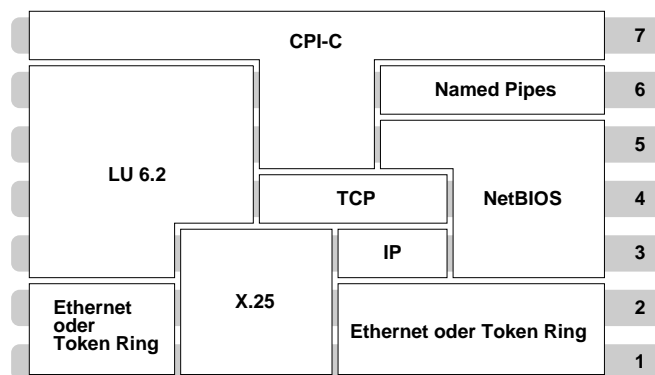 CPI-C
7
Named Pipes
6
LU 6.2
5
TCP
NetBIOS
4
IP
3
Ethernet
oder
Token Ring
X.25
Ethernet oder Token Ring
2
1